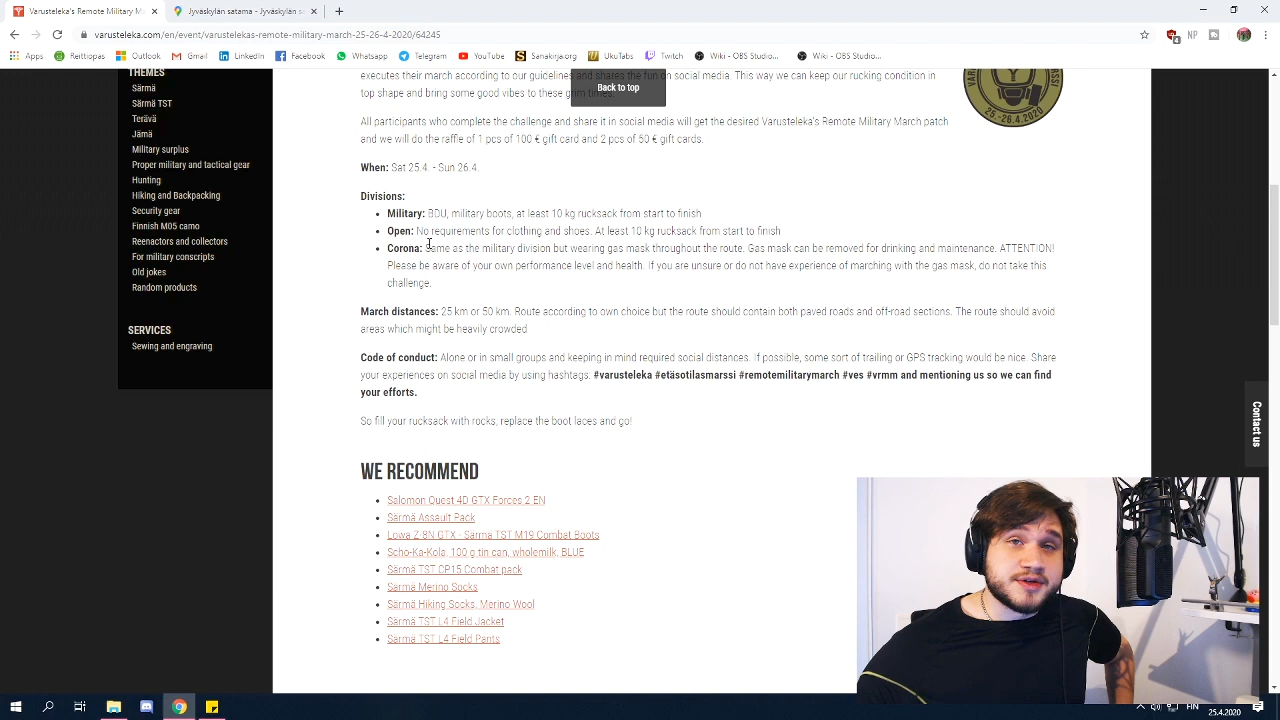 Varusteleka's Remote Military M
Jyväskylän satama - Jyväskylän
varusteleka.com/en/event/varustelekas-remote-military-march-25-26-4-2020/64245
NP
Apps Reittiopas Outlook Gmail LinkedIn Facebook Whatsapp Telegram YouTube Sanakirja.org UkuTabs Twitch Wiki - OBS Studio... Wiki - OBS Studio...
THEMES
Särmä
Särmä TST
Terävä
Jämä
Military surplus
Proper military and tactical gear
Hunting
Hiking and Backpacking
Security gear
Finnish M05 camo
Reenactors and collectors
For military conscripts
Old jokes
Random products
SERVICES
Sewing and engraving
executes their march according to our guidelines and shares the fun on social media. This way we can keep our rucking condition in
top shape and bring some good vibes to these grim times.
Back to top
25.-26.4.2020
All participants who complete the challenge and share it in social media will get the desired Varusteleka's Remote Military March patch
and we will do the raffle of 1 pcs of 100 € gift card and 2 pcs of 50 € gift cards.
When: Sat 25.4. - Sun 26.4.
Divisions:
Military: BDU, military boots, at least 10 kg rucksack from start to finish
Open: No requirements for clothing and shoes. At least 10 kg rucksack from start to finish
Corona: Same as the military division but wearing gas mask throughout the route. Gas mask can be removed for drinking and maintenance. ATTENTION!
Please be aware of your own performance level and health. If you are unsure or do not have experience of marching with the gas mask, do not take this
challenge.
March distances: 25 km or 50 km. Route according to own choice but the route should contain both paved roads and off-road sections. The route should avoid
areas which might be heavily crowded
Code of conduct: Alone or in small groups and keeping in mind required social distances. If possible, some sort of trailing or GPS tracking would be nice. Share
your experiences on social media by using hashtags. #varusteleka #etäsotilasmarssi #remotemilitarymarch #ves #vrmm and mentioning us so we can find
your efforts.
So fill your rucksack with rocks, replace the boot laces and go!
WE RECOMMEND
Salomon Quest 4D GTX Forces 2 EN
Särmä Assault Pack
Lowa Z-8N GTX - Särmä TST M19 Combat Boots
Scho-Ka-Kola, 100 g tin can, wholemilk, BLUE
Särmä TST CP15 Combat pack
Särmä Merino Socks
Särmä Hiking Socks, Merino Wool
Särmä TST L4 Field Jacket
Särmä TST L4 Field Pants
Contact us
FIN
25.4.2020